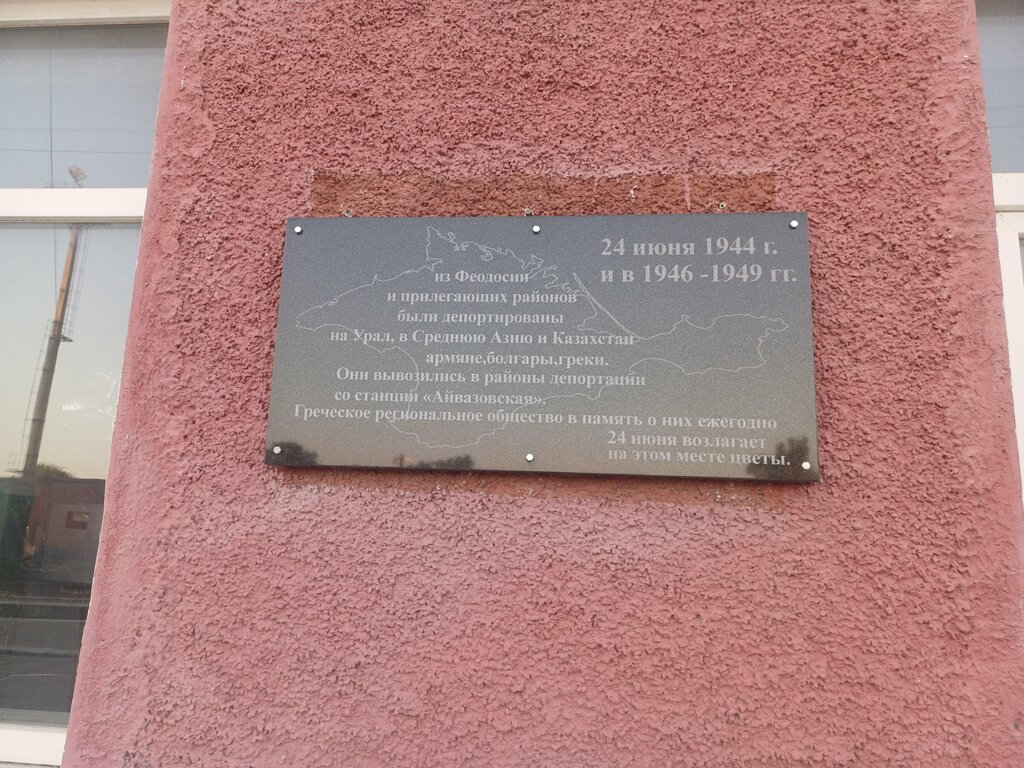 24 июня 1944 г.
и в 1946 -1949 гг.
из Феодосии
и прилегающих районов
были депортированы
на Урал, в Среднюю Азию и Казахстан
армяне,болгары,греки.
Они вывозились в районы депортации
со станции «Айвазовская».
Греческое региональное общество в память о них ежегодно
24 июня возлагает
на этом месте цветы.